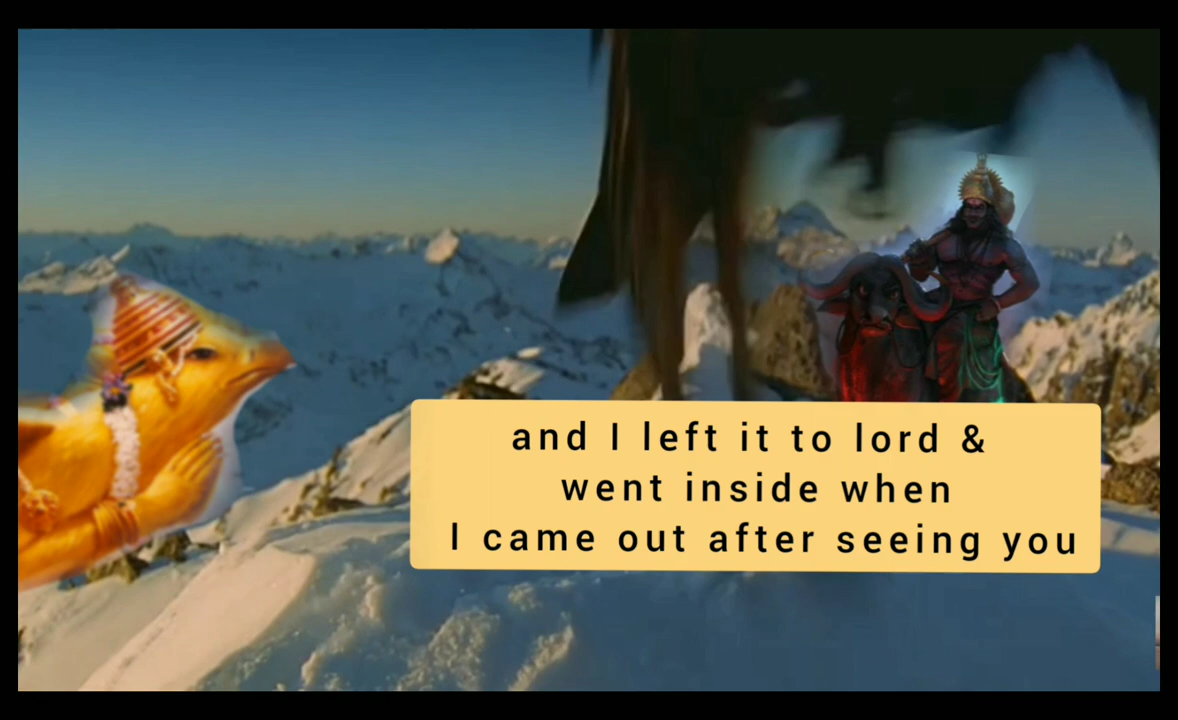 and I left it to lord &
went inside when
I came out after seeing you